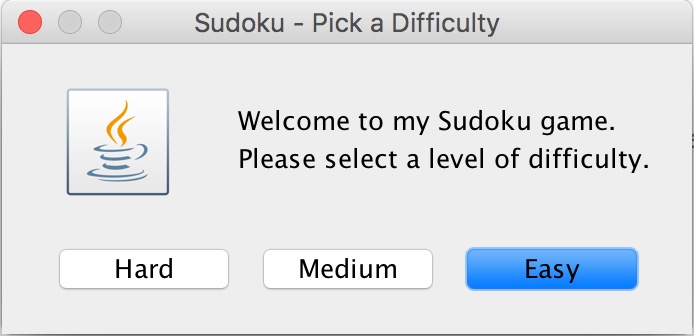 Sudoku - Pick a Difficulty
Welcome to my Sudoku game.
Please select a level of difficulty.
Hard
Medium
Easy